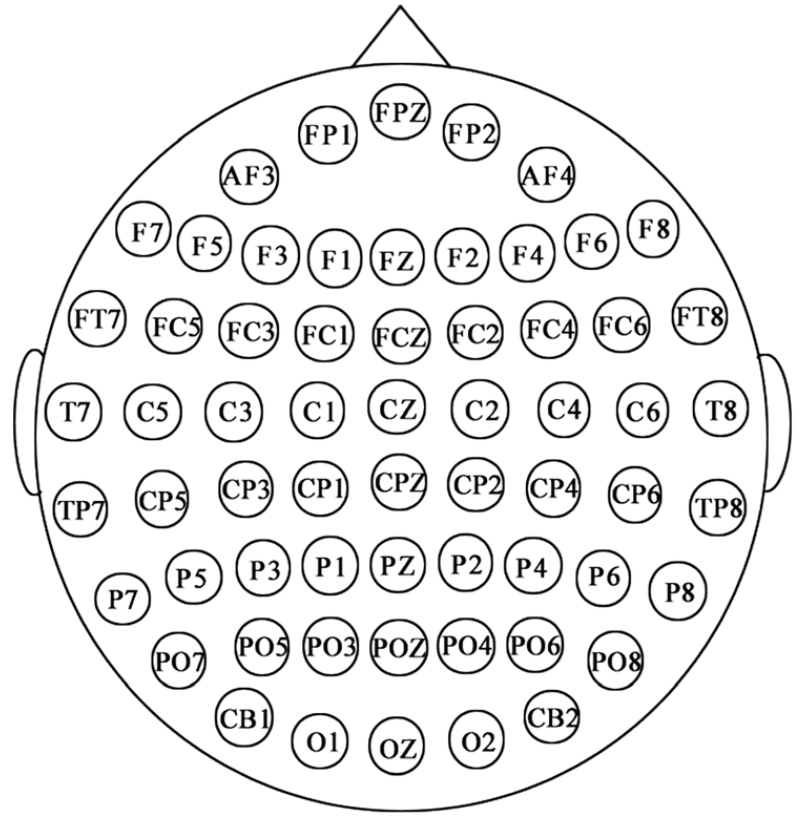 FPZ
FP1 FP2
AF3 AF4
F7 F5 F3 F1 FZ F2 F4 F6 F8
FT7 FC5 FC3 FC1 FCZ FC2 FC4 FC6 FT8
T7 C5 C3 C1 CZ C2 C4 C6 T8
TP7 CP5 CP3 CP1 CPZ CP2 CP4 CP6 TP8
P7 P5 P3 P1 PZ P2 P4 P6 P8
PO7 PO5 PO3 POZ PO4 PO6 PO8
CB1 O1 OZ O2 CB2